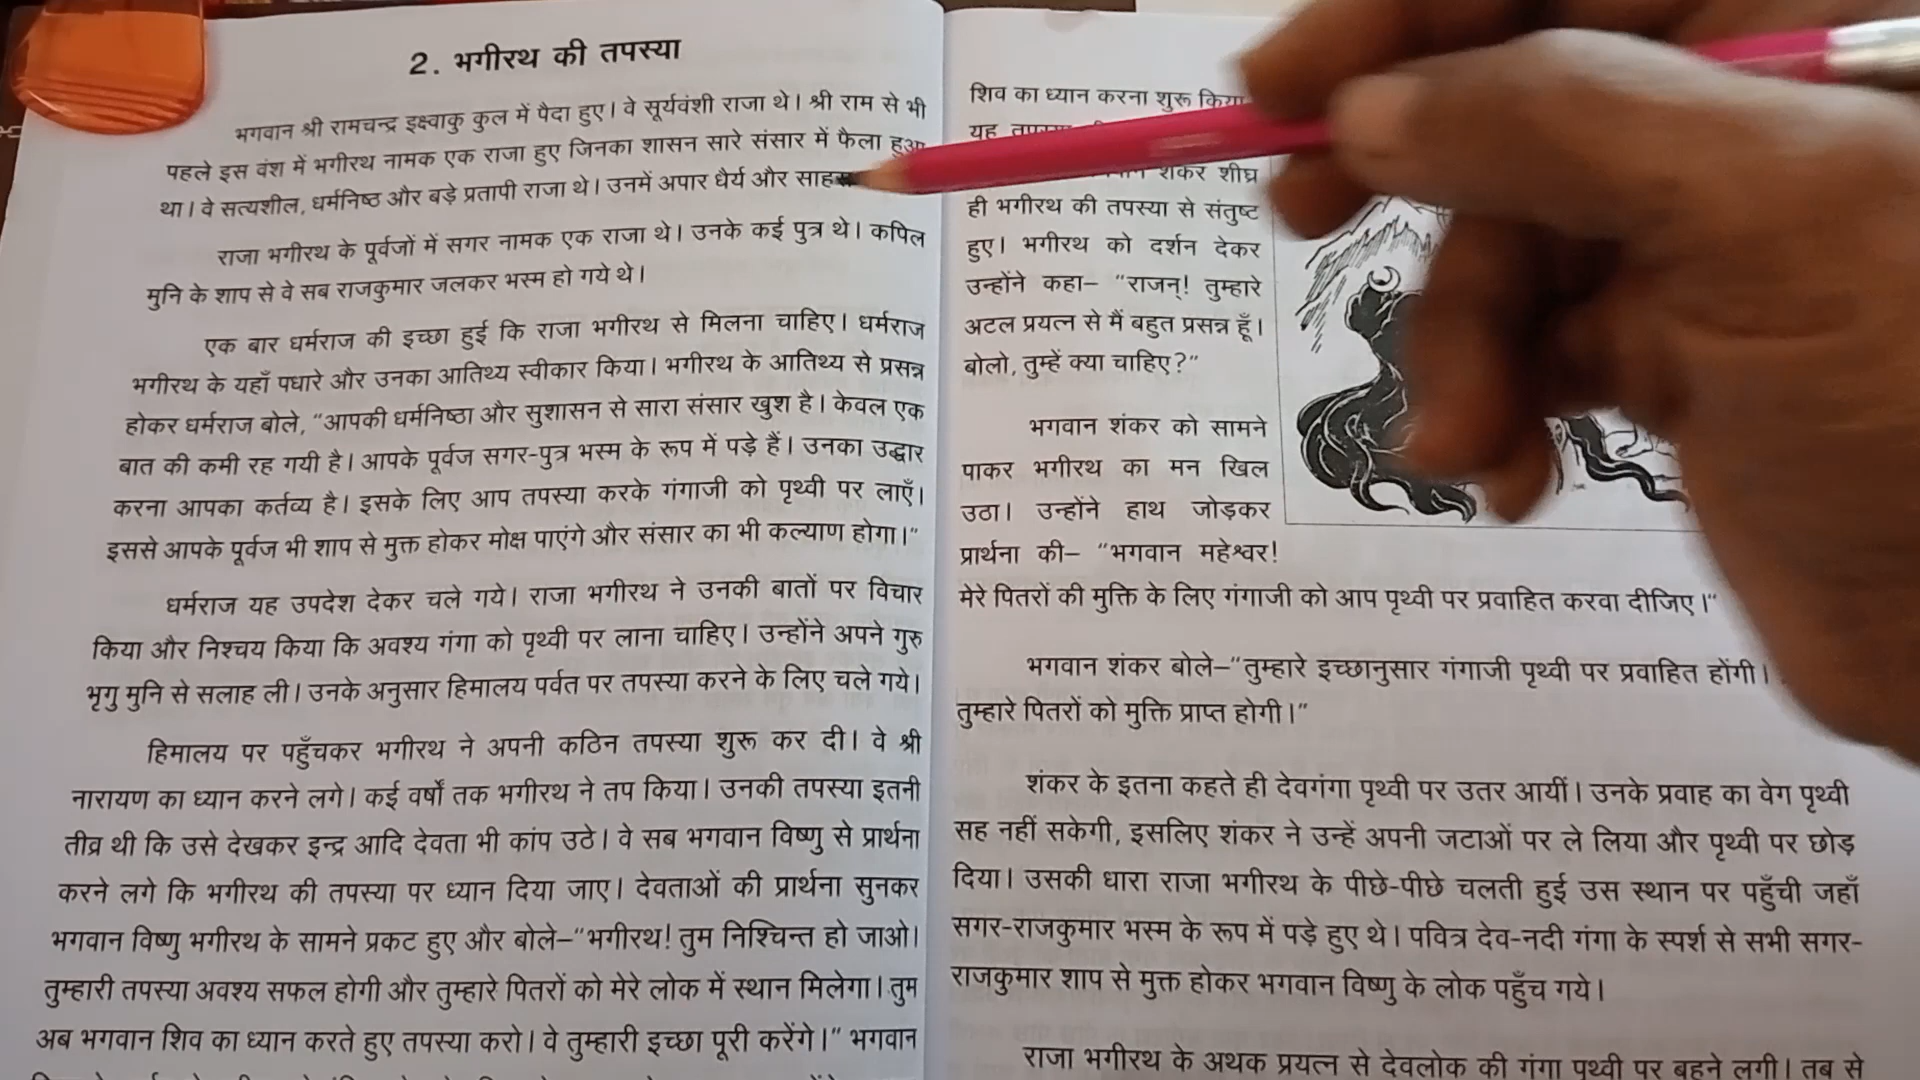 2. भगीरथ की तपस्या
भगवान श्री रामचन्द्र इक्ष्वाकु कुल में पैदा हुए। वे सूर्यवंशी राजा थे। श्री राम से भी
पहले इस वंश में भगीरथ नामक एक राजा हुए जिनका शासन सारे संसार में फैला हुआ
था। वे सत्यशील, धर्मनिष्ठ और बड़े प्रतापी राजा थे। उनमें अपार धैर्य और साहस
राजा भगीरथ के पूर्वजों में सगर नामक एक राजा थे। उनके कई पुत्र थे। कपिल
मुनि के शाप से वे सब राजकुमार जलकर भस्म हो गये थे।
एक बार धर्मराज की इच्छा हुई कि राजा भगीरथ से मिलना चाहिए। धर्मराज
भगीरथ के यहाँ पधारे और उनका आतिथ्य स्वीकार किया। भगीरथ के आतिथ्य से प्रसन्न
होकर धर्मराज बोले, “आपकी धर्मनिष्ठा और सुशासन से सारा संसार खुश है। केवल एक
बात की कमी रह गयी है। आपके पूर्वज सगर-पुत्र भस्म के रूप में पड़े हैं। उनका उद्धार
करना आपका कर्तव्य है। इसके लिए आप तपस्या करके गंगाजी को पृथ्वी पर लाएँ।
इससे आपके पूर्वज भी शाप से मुक्त होकर मोक्ष पाएंगे और संसार का भी कल्याण होगा।”
धर्मराज यह उपदेश देकर चले गये। राजा भगीरथ ने उनकी बातों पर विचार
किया और निश्चय किया कि अवश्य गंगा को पृथ्वी पर लाना चाहिए। उन्होंने अपने गुरु
भृगु मुनि से सलाह ली। उनके अनुसार हिमालय पर्वत पर तपस्या करने के लिए चले गये।
हिमालय पर पहुँचकर भगीरथ ने अपनी कठिन तपस्या शुरू कर दी। वे श्री
नारायण का ध्यान करने लगे। कई वर्षों तक भगीरथ ने तप किया। उनकी तपस्या इतनी
तीव्र थी कि उसे देखकर इन्द्र आदि देवता भी कांप उठे। वे सब भगवान विष्णु से प्रार्थना
करने लगे कि भगीरथ की तपस्या पर ध्यान दिया जाए। देवताओं की प्रार्थना सुनकर
भगवान विष्णु भगीरथ के सामने प्रकट हुए और बोले–“भगीरथ! तुम निश्चिन्त हो जाओ।
तुम्हारी तपस्या अवश्य सफल होगी और तुम्हारे पितरों को मेरे लोक में स्थान मिलेगा। तुम
अब भगवान शिव का ध्यान करते हुए तपस्या करो। वे तुम्हारी इच्छा पूरी करेंगे।” भगवान
शिव का ध्यान करना शुरू किया
यह
शंकर शीघ्र
ही भगीरथ की तपस्या से संतुष्ट
हुए। भगीरथ को दर्शन देकर
उन्होंने कहा– “राजन्! तुम्हारे
अटल प्रयत्न से मैं बहुत प्रसन्न हूँ।
बोलो, तुम्हें क्या चाहिए?”
भगवान शंकर को सामने
पाकर भगीरथ का मन खिल
उठा। उन्होंने हाथ जोड़कर
प्रार्थना की– “भगवान महेश्वर!
मेरे पितरों की मुक्ति के लिए गंगाजी को आप पृथ्वी पर प्रवाहित करवा दीजिए।“
भगवान शंकर बोले–“तुम्हारे इच्छानुसार गंगाजी पृथ्वी पर प्रवाहित होंगी।
तुम्हारे पितरों को मुक्ति प्राप्त होगी।”
शंकर के इतना कहते ही देवगंगा पृथ्वी पर उतर आयीं। उनके प्रवाह का वेग पृथ्वी
सह नहीं सकेगी, इसलिए शंकर ने उन्हें अपनी जटाओं पर ले लिया और पृथ्वी पर छोड़
दिया। उसकी धारा राजा भगीरथ के पीछे-पीछे चलती हुई उस स्थान पर पहुँची जहाँ
सगर-राजकुमार भस्म के रूप में पड़े हुए थे। पवित्र देव-नदी गंगा के स्पर्श से सभी सगर-
राजकुमार शाप से मुक्त होकर भगवान विष्णु के लोक पहुँच गये।
राजा भगीरथ के अथक प्रयत्न से देवलोक की गंगा पृथ्वी पर बहने लगी। तब से